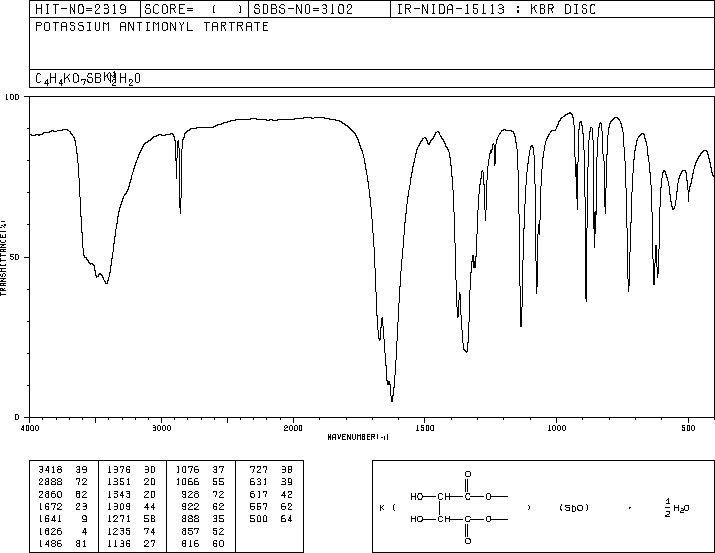 HIT-NO=2319 SCORE= ( ) SDBS-NO=3102 IR-NIDA-15113 : KBR DISC
POTASSIUM ANTIMONYL TARTRATE
100
50
0
TRANSMITTANCE(%)
4000 3000 2000 1500 1000 500
WAVENUMBER(-1)
3418 39 1376 30 1076 37 727 38
2888 72 1351 20 1066 55 631 39
2860 62 1343 20 928 72 617 42
1672 23 1309 44 922 62 557 62
1641 9 1271 58 888 35 500 64
1626 4 1235 74 857 52
1486 81 1136 27 816 60
O
HO-CH-C-O-
K ( ) (SbO) · 1/2 H2O
HO-CH-C-O-
O